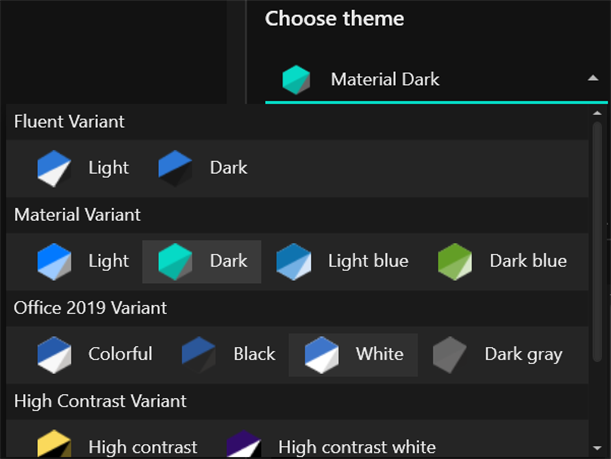 Choose theme
Material Dark
Fluent Variant
Light Dark
Material Variant
Light Dark Light blue Dark blue
Office 2019 Variant
Colorful Black White Dark gray
High Contrast Variant
High contrast High contrast white